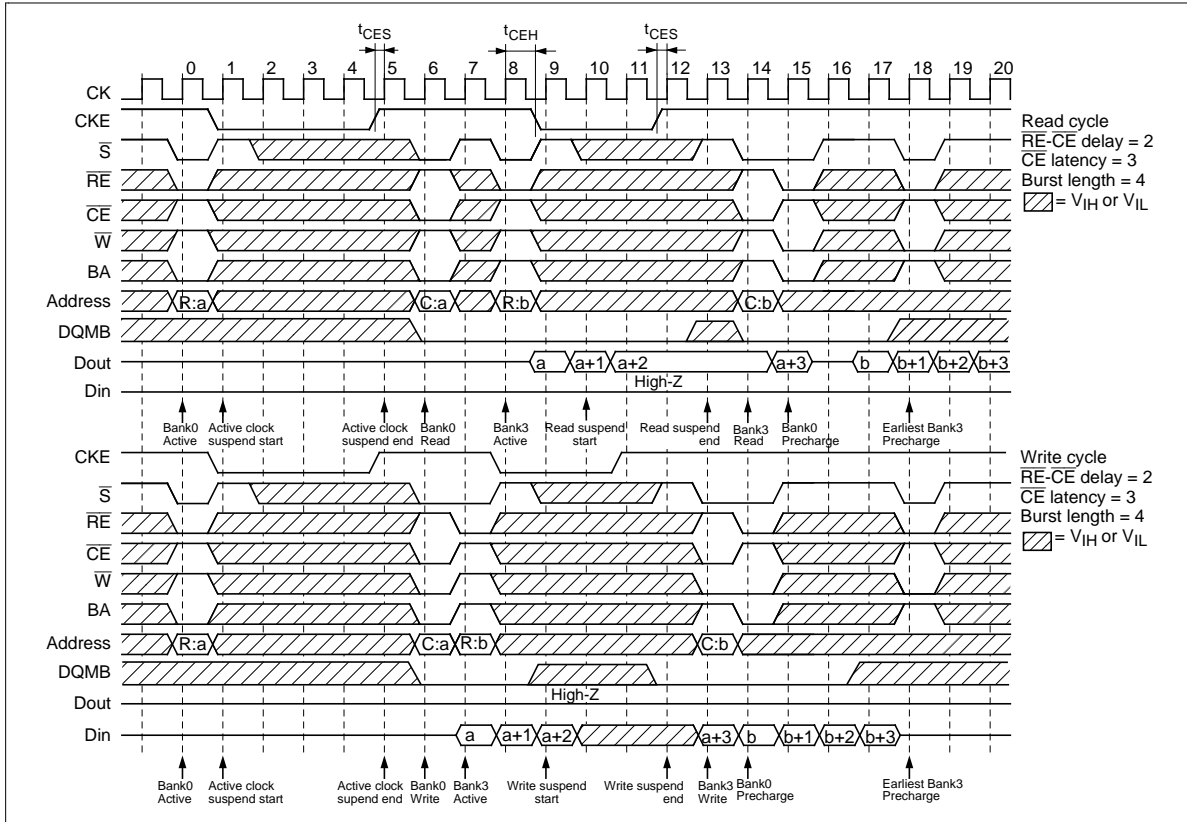 tCES tCEH tCES
0 1 2 3 4 5 6 7 8 9 10 11 12 13 14 15 16 17 18 19 20
CK
CKE
S
RE
CE
W
BA
Address R:a C:a R:b C:b
DQMB
Dout a a+1 a+2 a+3 b b+1 b+2 b+3
High-Z
Din
Read cycle
RE-CE delay = 2
CE latency = 3
Burst length = 4
= VIH or VIL
Bank0 Active
Active clock suspend start
Active clock suspend end
Bank0 Read
Bank3 Active
Read suspend start
Read suspend end
Bank3 Read
Bank0 Precharge
Earliest Bank3 Precharge
CKE
S
RE
CE
W
BA
Address R:a C:a R:b C:b
DQMB
High-Z
Dout
Din a a+1 a+2 a+3 b b+1 b+2 b+3
Write cycle
RE-CE delay = 2
CE latency = 3
Burst length = 4
= VIH or VIL
Bank0 Active
Active clock suspend start
Active clock supend end
Bank0 Write
Bank3 Active
Write suspend start
Write suspend end
Bank3 Write
Bank0 Precharge
Earliest Bank3 Precharge